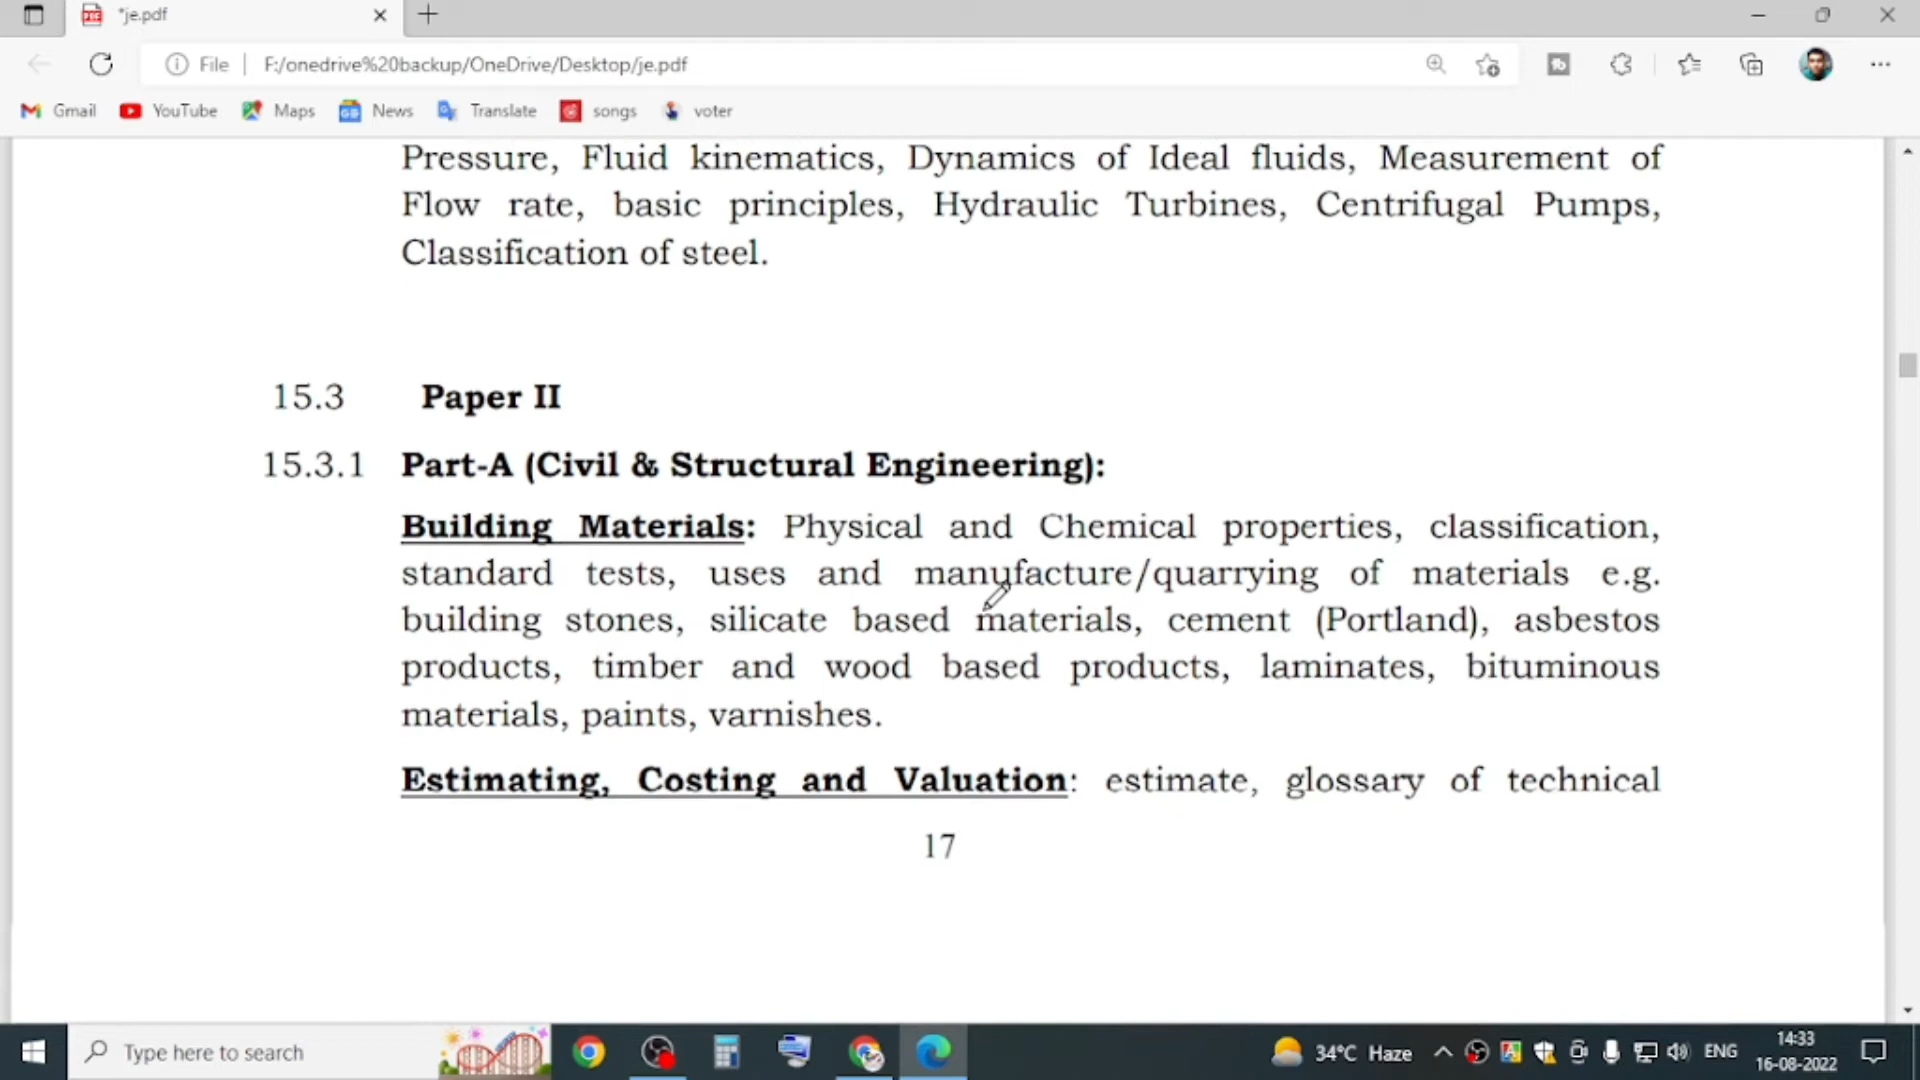 *je.pdf
File
F:/onedrive%20backup/OneDrive/Desktop/je.pdf
Gmail YouTube Maps News Translate songs voter
Pressure, Fluid kinematics, Dynamics of Ideal fluids, Measurement of
Flow rate, basic principles, Hydraulic Turbines, Centrifugal Pumps,
Classification of steel.
15.3 Paper II
15.3.1 Part-A (Civil & Structural Engineering):
Building Materials: Physical and Chemical properties, classification,
standard tests, uses and manufacture/quarrying of materials e.g.
building stones, silicate based materials, cement (Portland), asbestos
products, timber and wood based products, laminates, bituminous
materials, paints, varnishes.
Estimating, Costing and Valuation: estimate, glossary of technical
17
Type here to search
34°C Haze
ENG
14:33
16-08-2022